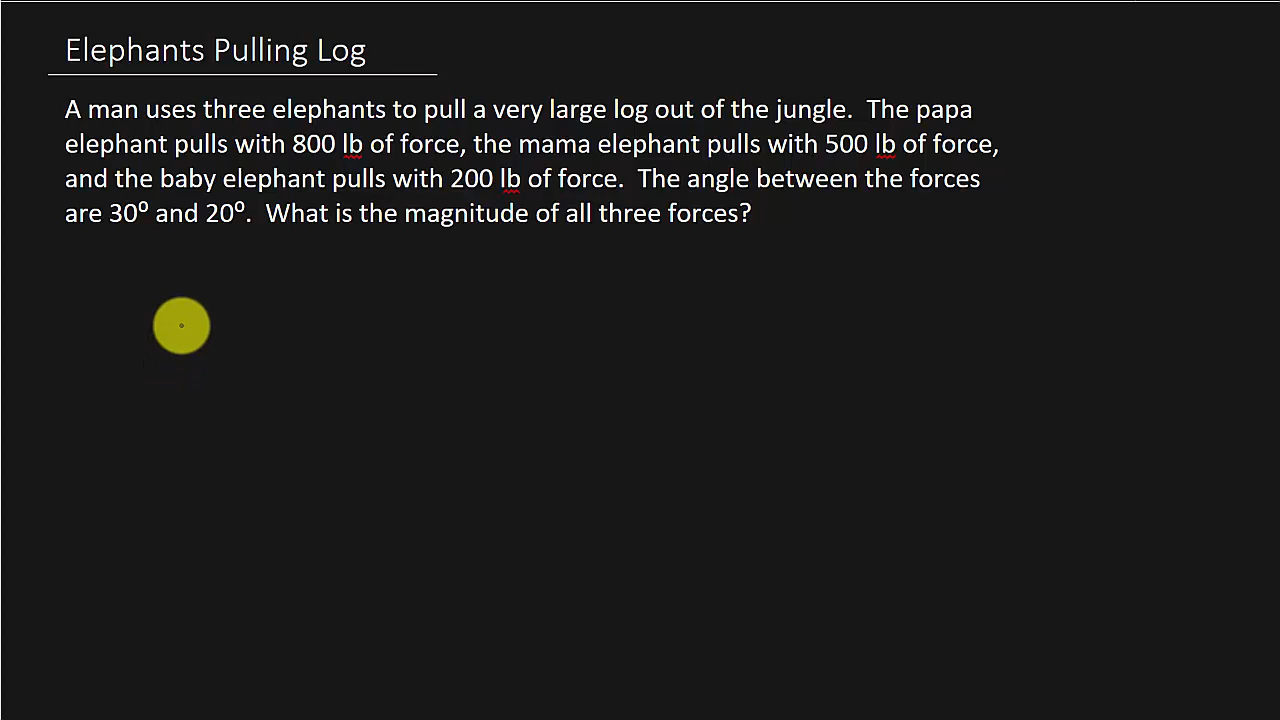 Elephants Pulling Log
A man uses three elephants to pull a very large log out of the jungle.  The papa
elephant pulls with 800 lb of force, the mama elephant pulls with 500 lb of force,
and the baby elephant pulls with 200 lb of force.  The angle between the forces
are 30⁰ and 20⁰.  What is the magnitude of all three forces?